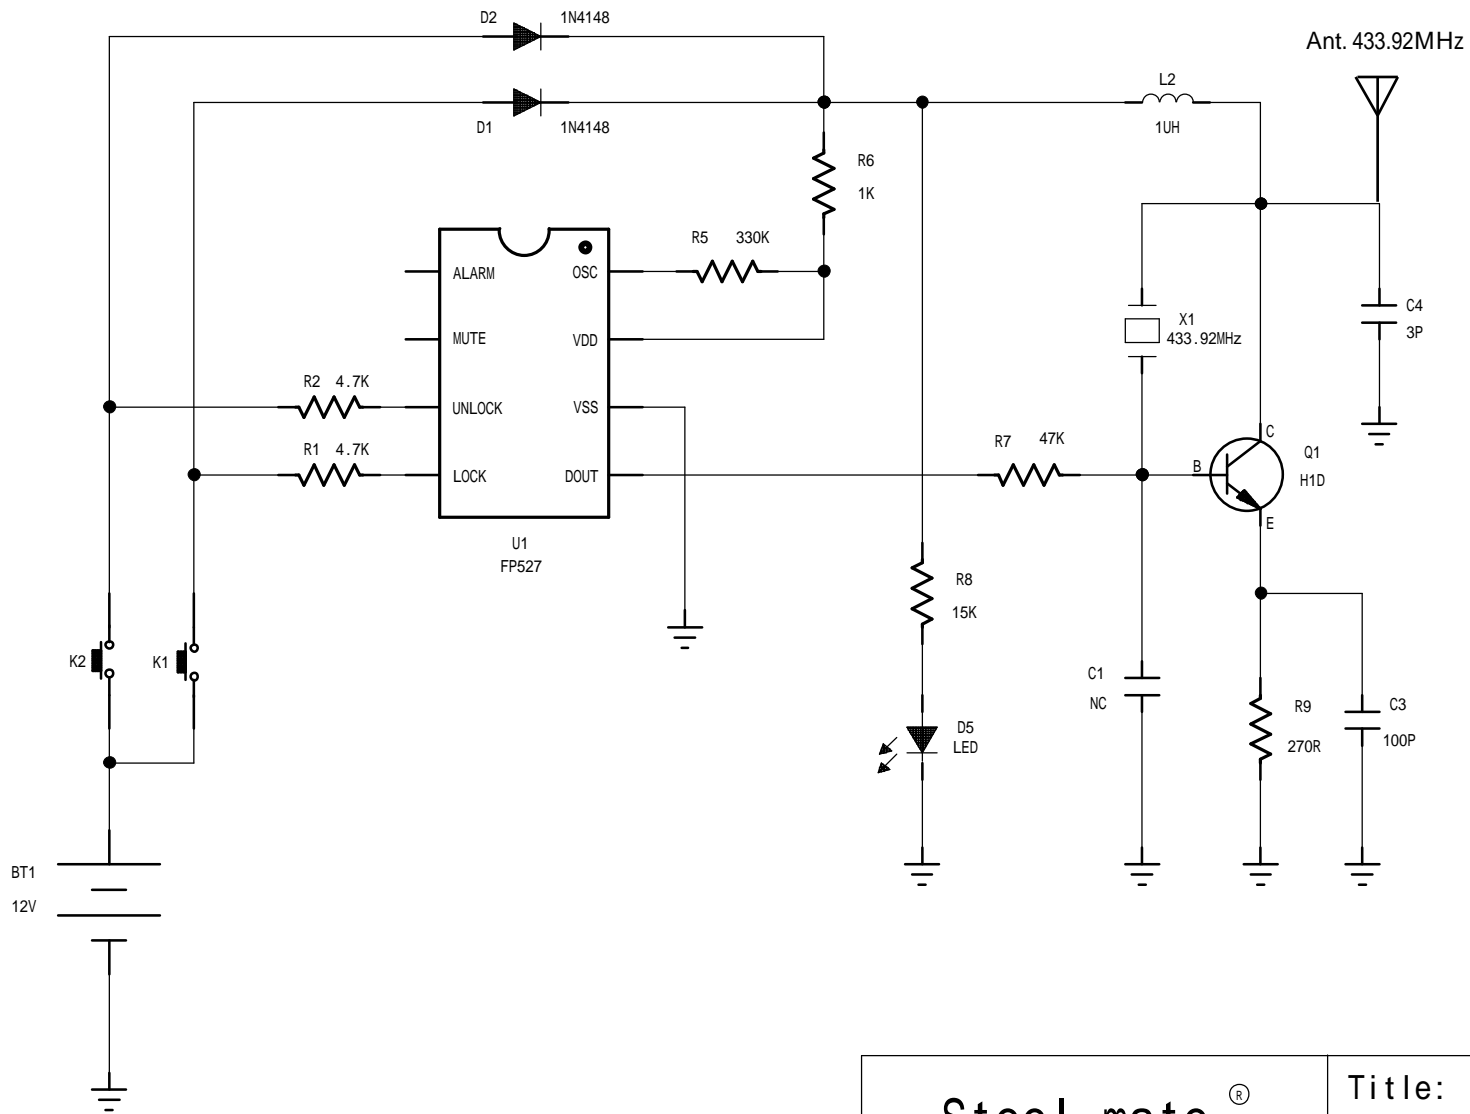 D2 1N4148
Ant. 433.92MHz
D1 1N4148
L2
1UH
R6
1K
R5 330K
ALARM
OSC
MUTE
VDD
UNLOCK
VSS
LOCK
DOUT
U1
FP527
R2 4.7K
R1 4.7K
X1
433.92MHz
C4
3P
R7 47K
B
C
E
Q1
H1D
R8
15K
K2
K1
C1
NC
D5
LED
R9
270R
C3
100P
BT1
12V
Steel mate ®
Title: